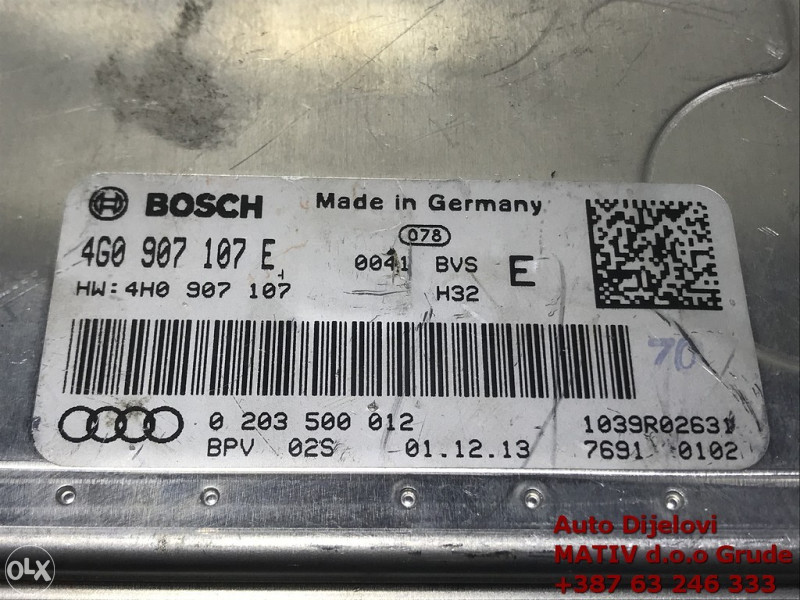 BOSCH Made in Germany
078
4G0 907 107 E 0041 BVS E
HW:4H0 907 107 H32
70
0 203 500 012 1039R02631
BPV 02S 01.12.13 7691 0102
Auto Dijelovi
MATIV d.o.o Grude
+387 63 246 333
OLX